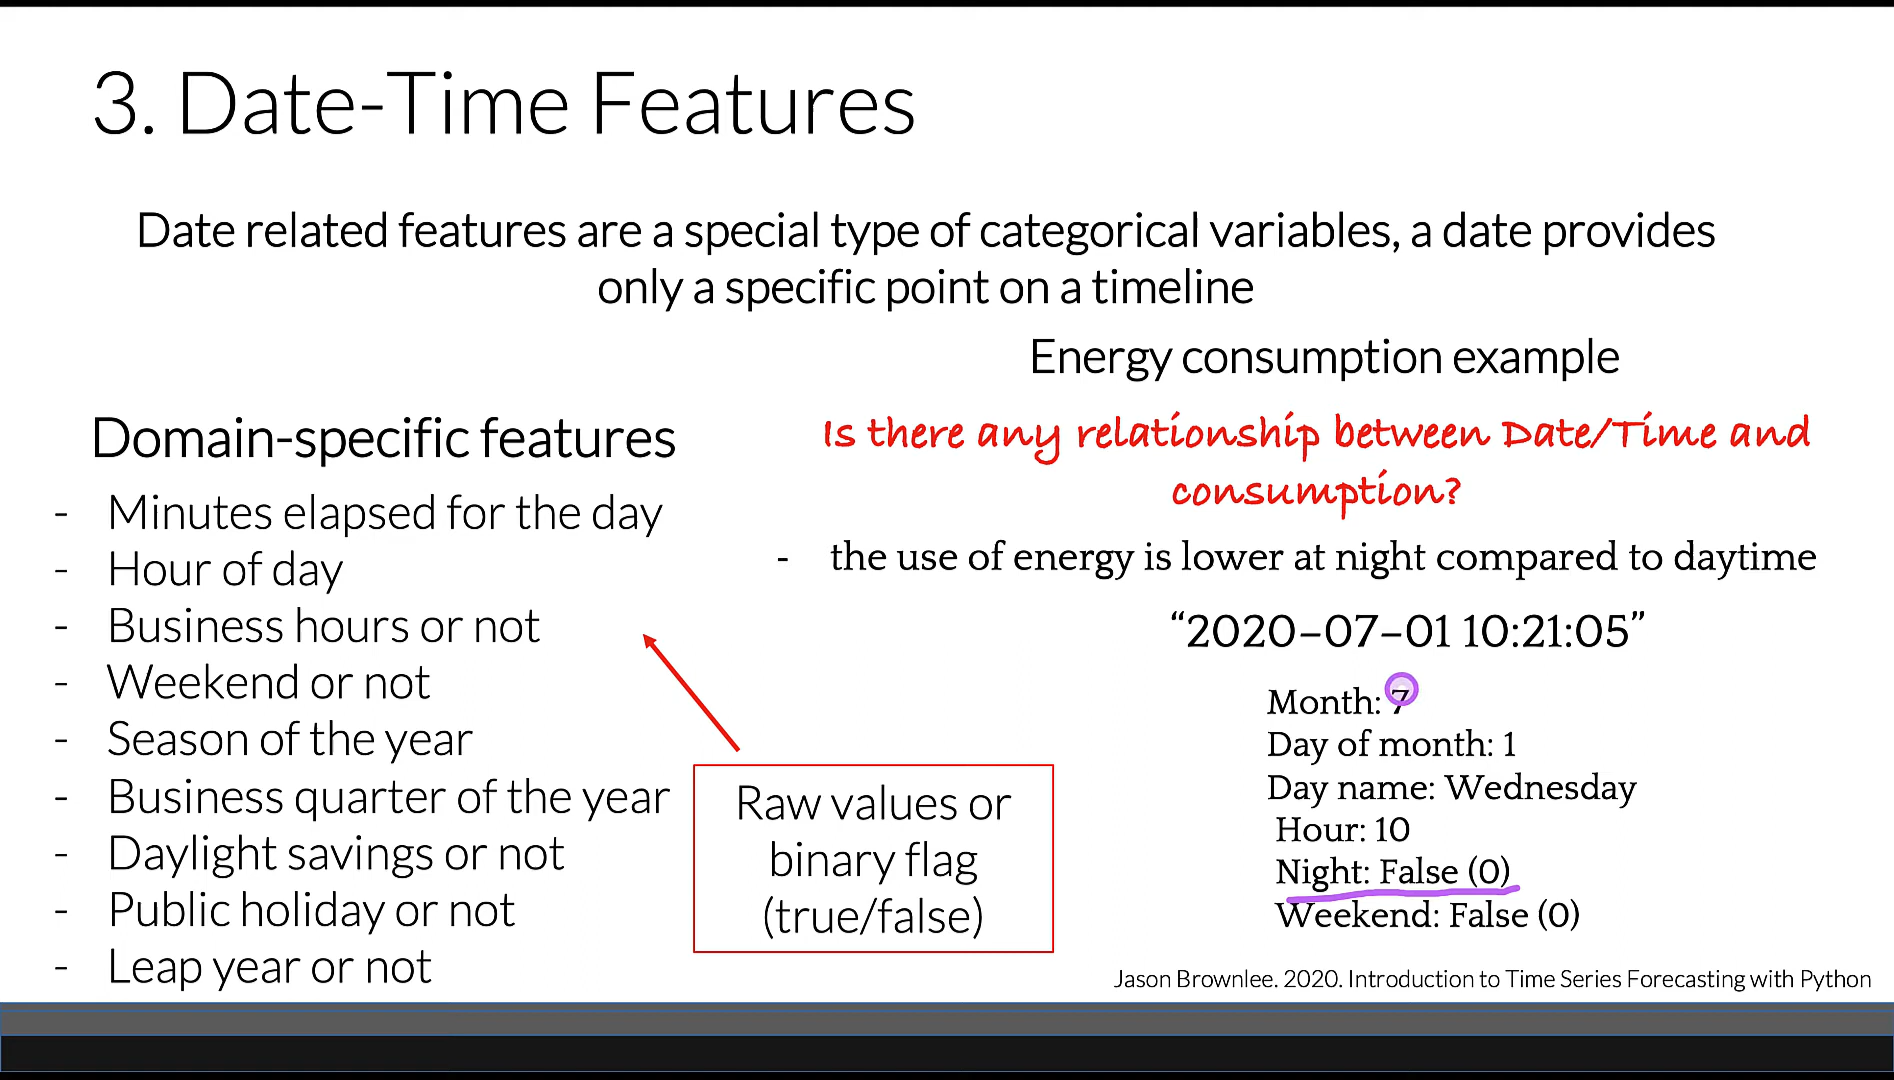 3. Date-Time Features
Date related features are a special type of categorical variables, a date provides
only a specific point on a timeline
Domain-specific features
- Minutes elapsed for the day
- Hour of day
- Business hours or not
- Weekend or not
- Season of the year
- Business quarter of the year
- Daylight savings or not
- Public holiday or not
- Leap year or not
Raw values or
binary flag
(true/false)
Energy consumption example
Is there any relationship between Date/Time and
consumption?
- the use of energy is lower at night compared to daytime
“2020–07–01 10:21:05”
Month: 7
Day of month: 1
Day name: Wednesday
Hour: 10
Night: False (0)
Weekend: False (0)
Jason Brownlee. 2020. Introduction to Time Series Forecasting with Python